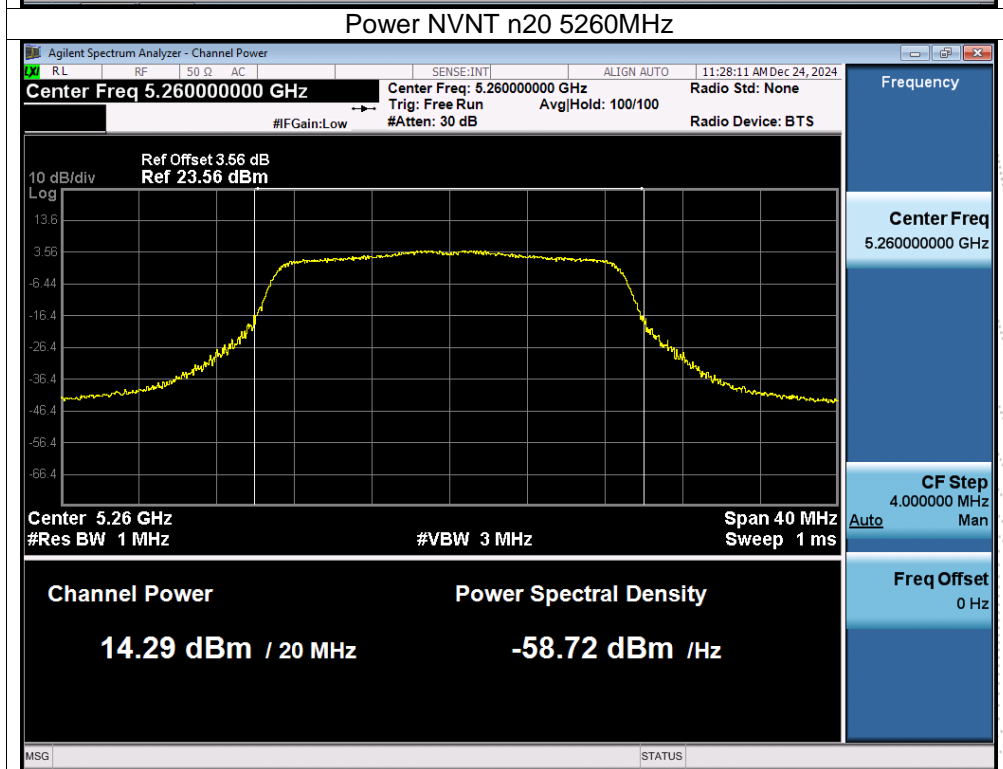 Power NVNT n20 5260MHz
Agilent Spectrum Analyzer - Channel Power
LXI RL RF 50 Ω AC SENSE:INT ALIGN AUTO 11:28:11 AM Dec 24, 2024
Center Freq 5.260000000 GHz
Center Freq: 5.260000000 GHz
Radio Std: None
Trig: Free Run Avg|Hold: 100/100
#IFGain:Low #Atten: 30 dB
Radio Device: BTS
Ref Offset 3.56 dB
10 dB/div Ref 23.56 dBm
Log
13.6
3.56
-6.44
-16.4
-26.4
-36.4
-46.4
-56.4
-66.4
Center 5.26 GHz Span 40 MHz
#Res BW 1 MHz #VBW 3 MHz Sweep 1 ms
Channel Power Power Spectral Density
14.29 dBm / 20 MHz -58.72 dBm /Hz
Frequency
Center Freq
5.260000000 GHz
CF Step
4.000000 MHz
Auto Man
Freq Offset
0 Hz
MSG STATUS